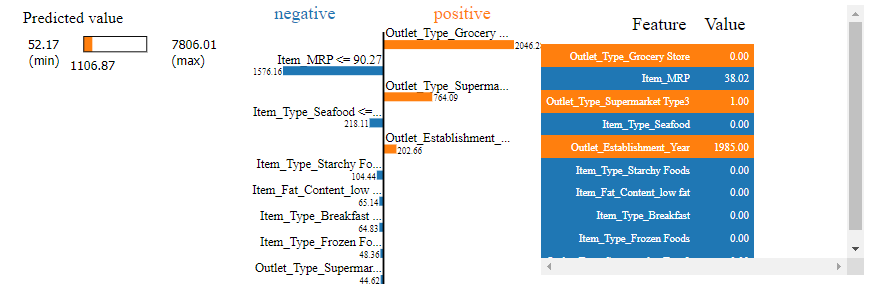 Predicted value
52.17
(min)
1106.87
7806.01
(max)
negative
positive
Outlet_Type_Grocery ...
Item_MRP <= 90.27
1576.16
Outlet_Type_Superma...
764.09
Item_Type_Seafood <=...
218.11
Outlet_Establishment_...
202.66
Item_Type_Starchy Fo...
104.44
Item_Fat_Content_low ...
65.14
Item_Type_Breakfast ...
64.83
Item_Type_Frozen Fo...
48.36
Outlet_Type_Supermar...
44.62
Feature Value
Outlet_Type_Grocery Store 0.00
Item_MRP 38.02
Outlet_Type_Supermarket Type3 1.00
Item_Type_Seafood 0.00
Outlet_Establishment_Year 1985.00
Item_Type_Starchy Foods 0.00
Item_Fat_Content_low fat 0.00
Item_Type_Breakfast 0.00
Item_Type_Frozen Foods 0.00